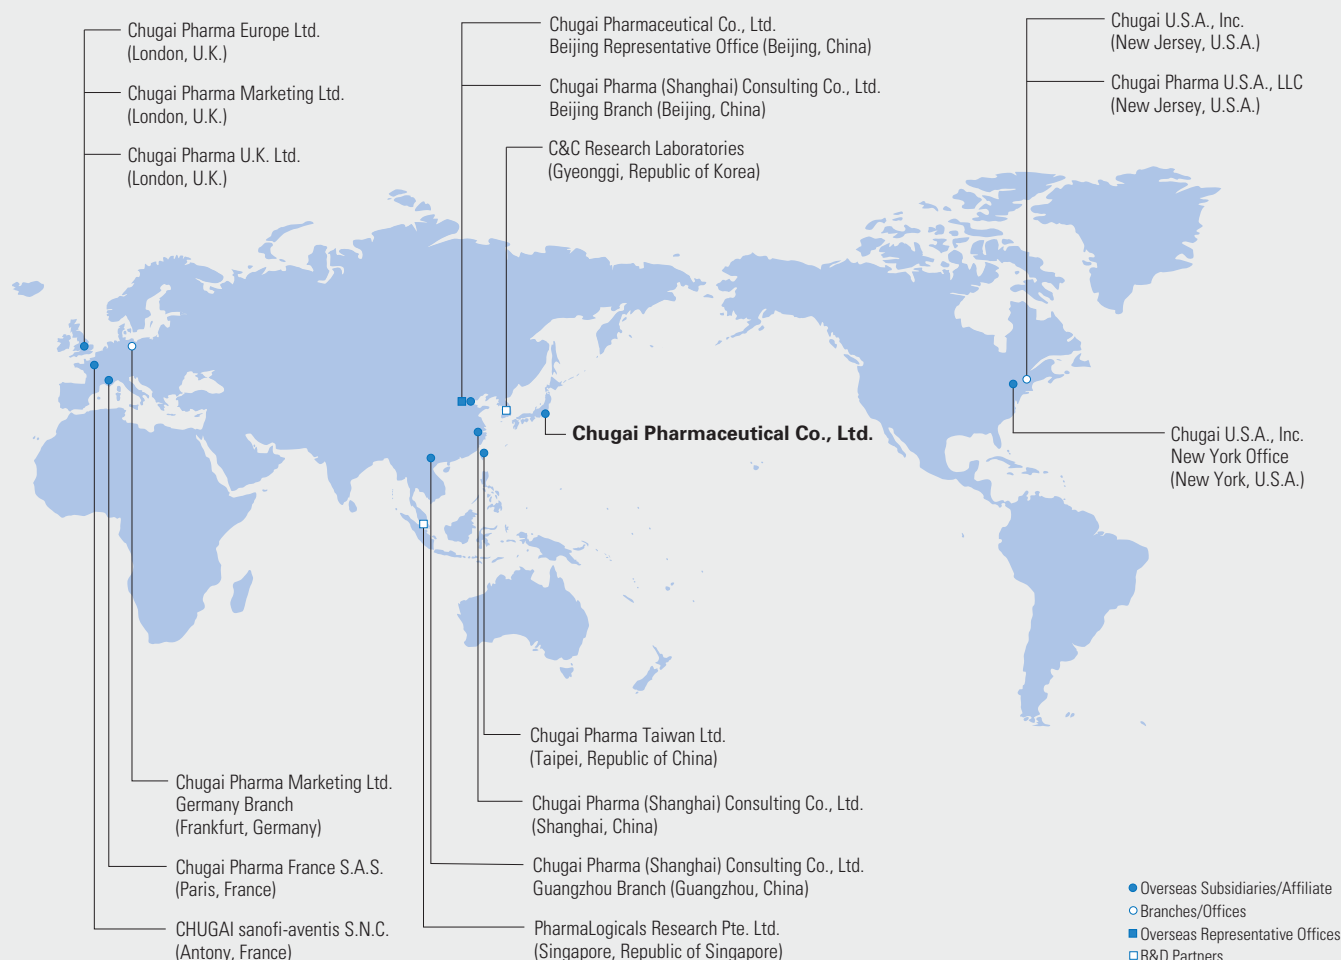 Chugai Pharma Europe Ltd.
(London, U.K.)
Chugai Pharma Marketing Ltd.
(London, U.K.)
Chugai Pharma U.K. Ltd.
(London, U.K.)
Chugai Pharmaceutical Co., Ltd.
Beijing Representative Office (Beijing, China)
Chugai Pharma (Shanghai) Consulting Co., Ltd.
Beijing Branch (Beijing, China)
C&C Research Laboratories
(Gyeonggi, Republic of Korea)
Chugai U.S.A., Inc.
(New Jersey, U.S.A.)
Chugai Pharma U.S.A., LLC
(New Jersey, U.S.A.)
Chugai Pharmaceutical Co., Ltd.
Chugai U.S.A., Inc.
New York Office
(New York, U.S.A.)
Chugai Pharma Marketing Ltd.
Germany Branch
(Frankfurt, Germany)
Chugai Pharma France S.A.S.
(Paris, France)
CHUGAI sanofi-aventis S.N.C.
(Antony, France)
Chugai Pharma Taiwan Ltd.
(Taipei, Republic of China)
Chugai Pharma (Shanghai) Consulting Co., Ltd.
(Shanghai, China)
Chugai Pharma (Shanghai) Consulting Co., Ltd.
Guangzhou Branch (Guangzhou, China)
PharmaLogicals Research Pte. Ltd.
(Singapore, Republic of Singapore)
Overseas Subsidiaries/Affiliate
Branches/Offices
Overseas Representative Offices
R&D Partners